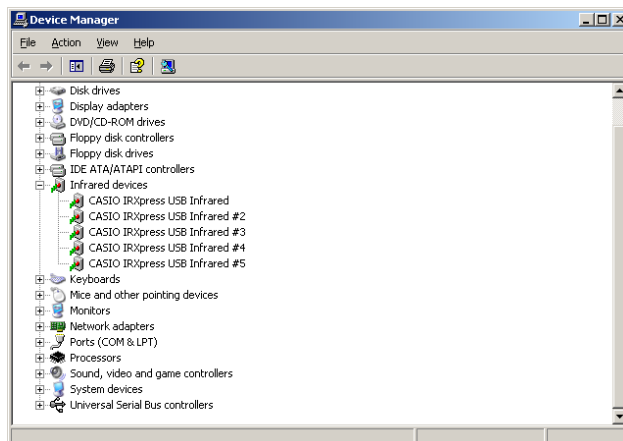 Device Manager
File Action View Help
Disk drives
Display adapters
DVD/CD-ROM drives
Floppy disk controllers
Floppy disk drives
IDE ATA/ATAPI controllers
Infrared devices
CASIO IRXpress USB Infrared
CASIO IRXpress USB Infrared #2
CASIO IRXpress USB Infrared #3
CASIO IRXpress USB Infrared #4
CASIO IRXpress USB Infrared #5
Keyboards
Mice and other pointing devices
Monitors
Network adapters
Ports (COM & LPT)
Processors
Sound, video and game controllers
System devices
Universal Serial Bus controllers